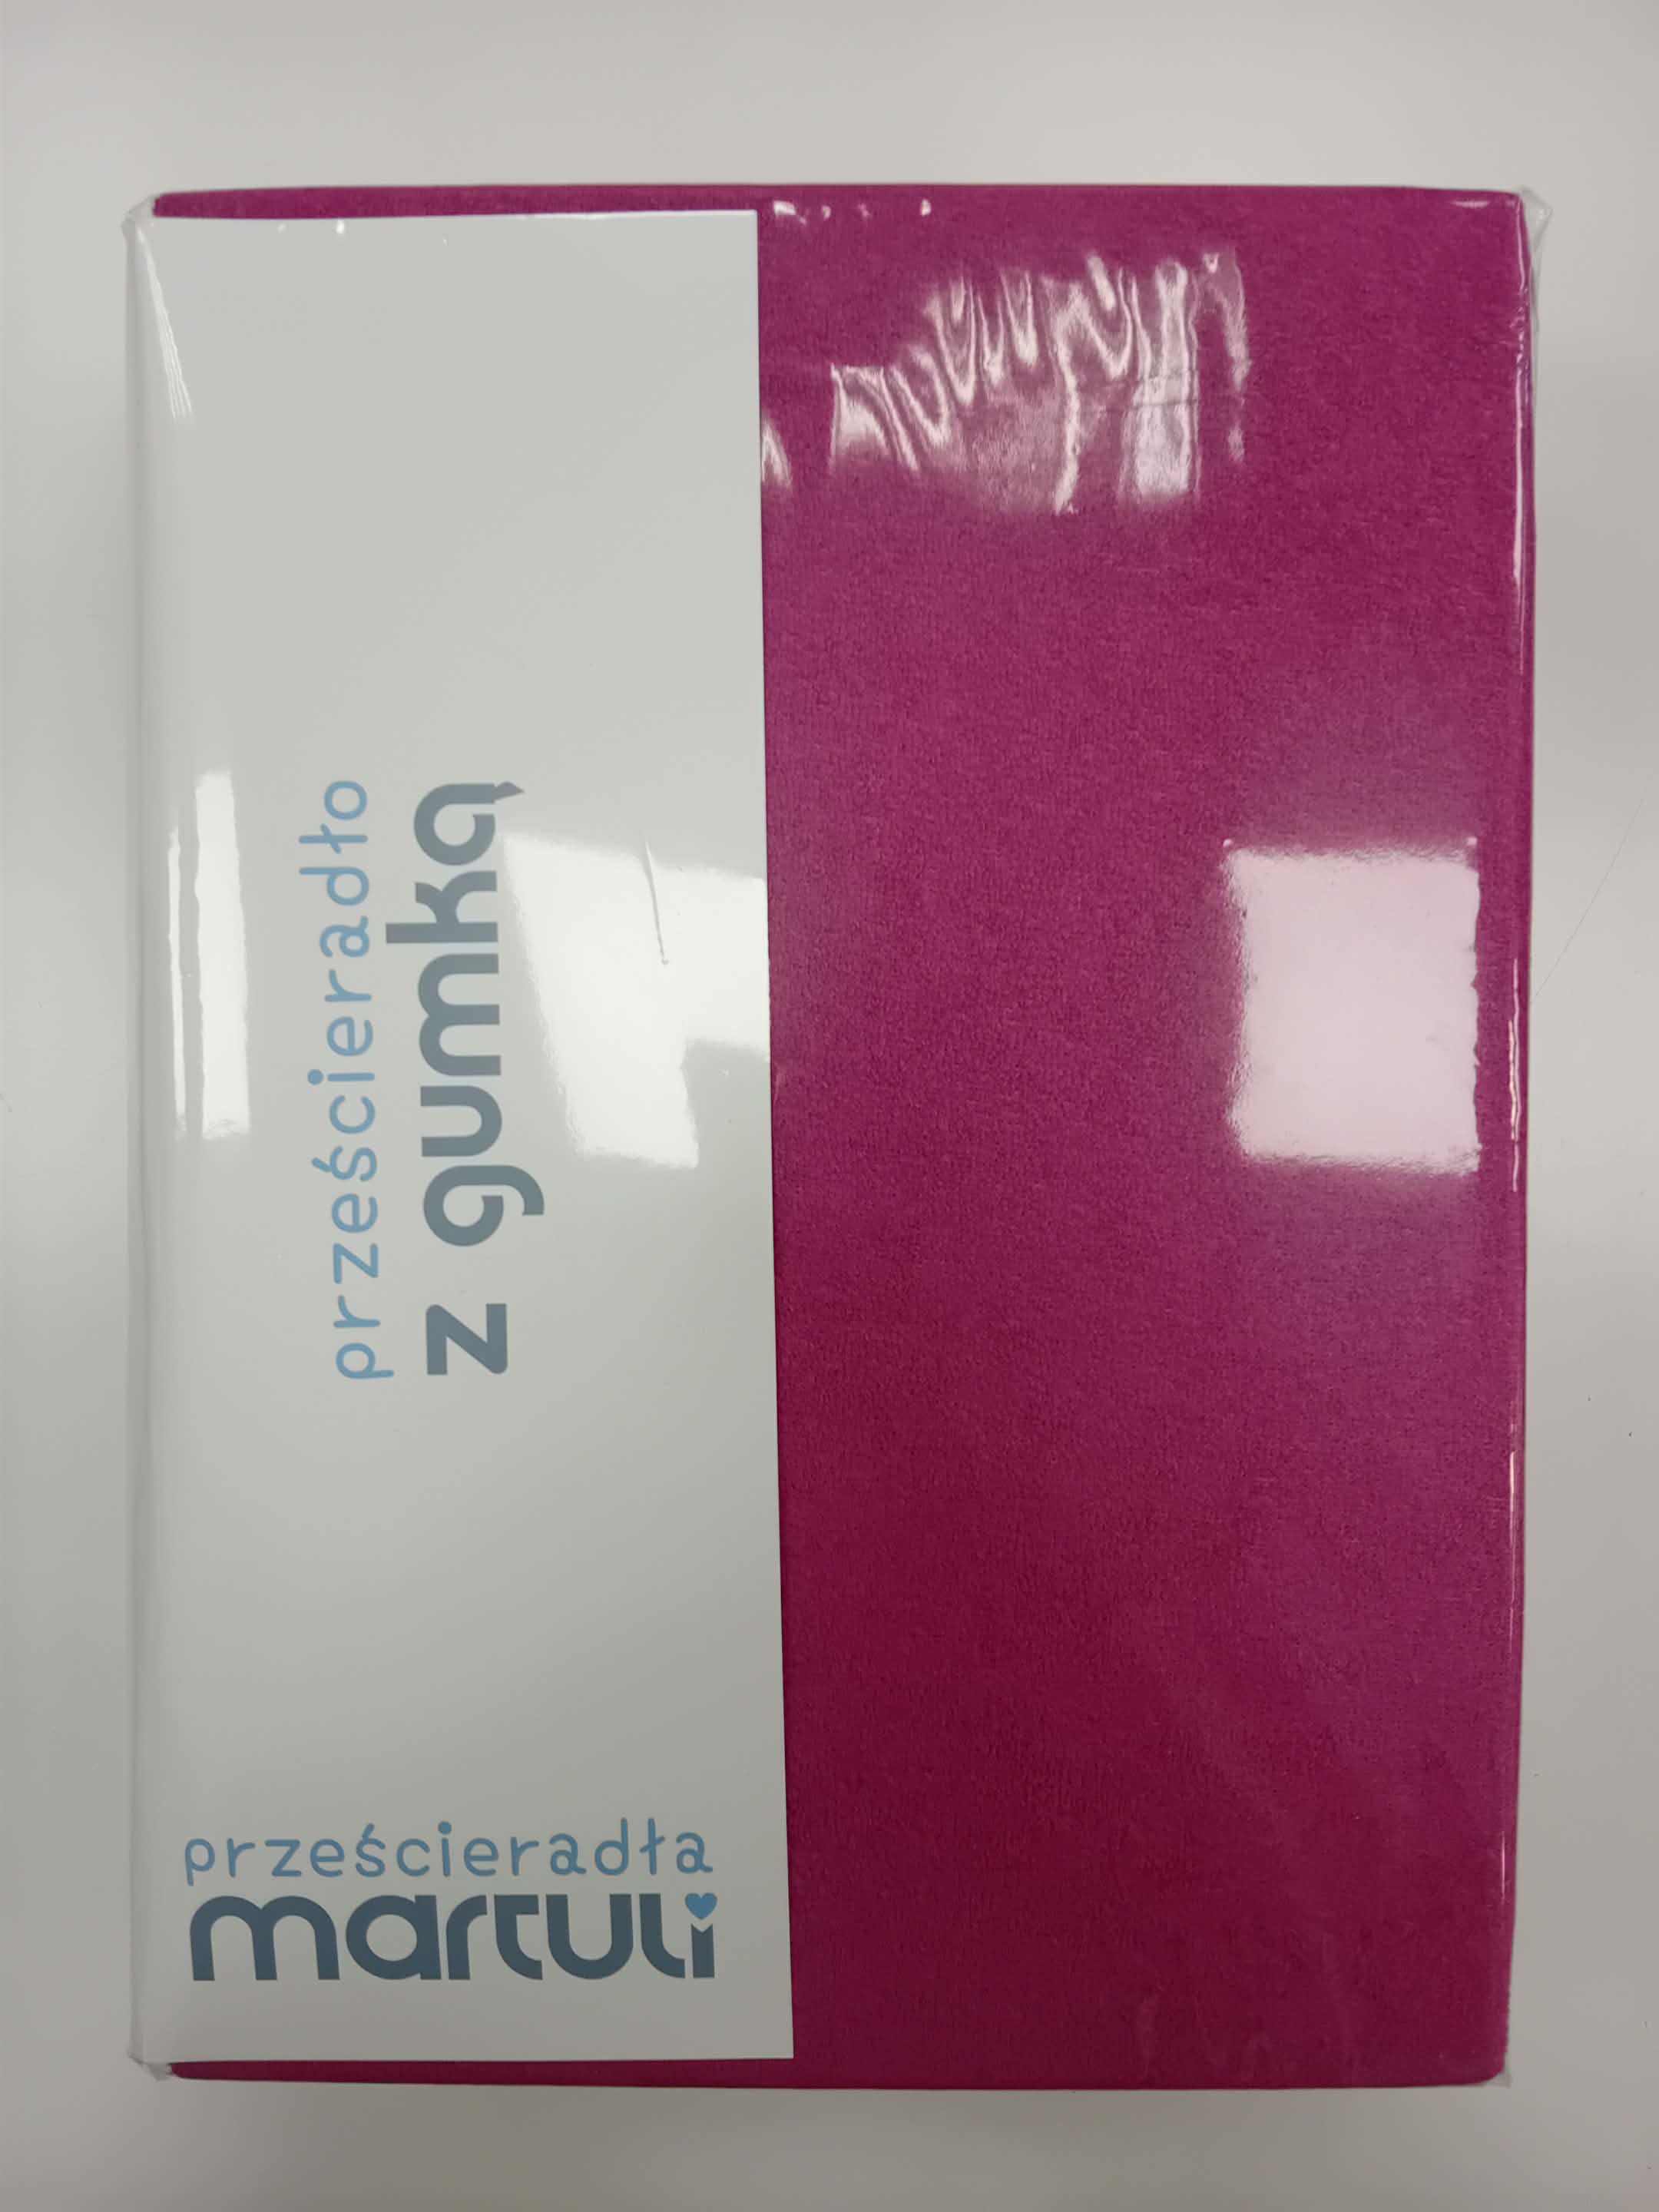 prześcieradło
z gumką
prześcieradła
martuli